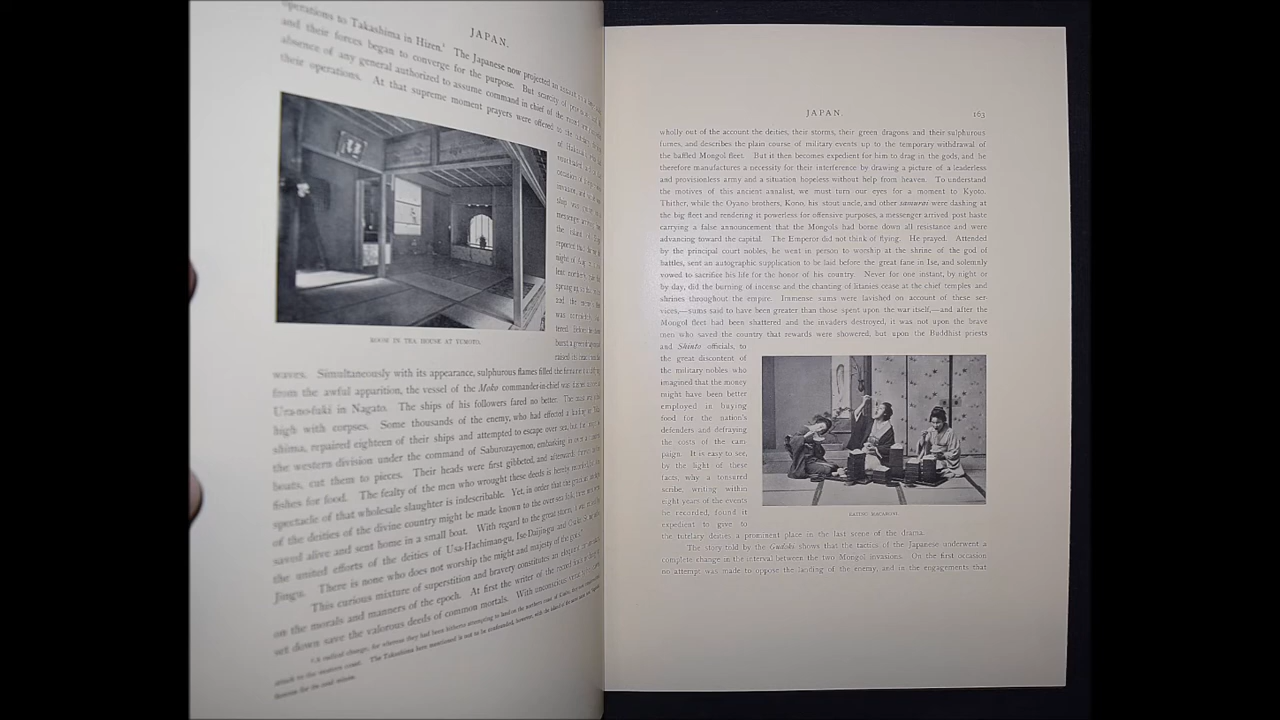 operations to Takashima in Hizen.' The Japanese now projected an
JAPAN.
and their forces began to converge for the purpose. But scarcity of
absence of any general authorized to assume command in chief of the
their operations. At that supreme moment prayers were offered to the
ROOM IN TEA HOUSE AT YUMOTO.
waves. Simultaneously with its appearance, sulphurous flames filled the
from the awful apparition, the vessel of the Moko commander-in-chief was
Ura-no-fuki in Nagato. The ships of his followers fared no better. The
high with corpses. Some thousands of the enemy, who had effected a landing
shima, repaired eighteen of their ships and attempted to escape over sea, but
the western division under the command of Saburozayemon, embarking in
boats, cut them to pieces. Their heads were first gibbeted, and afterwards
fishes for food. The fealty of the men who wrought these deeds is
spectacle of that wholesale slaughter is indescribable. Yet, in order that the
of the deities of the divine country might be made known to the over-sea
saved alive and sent home in a small boat. With regard to the great storm,
the united efforts of the deities of Usa-Hachiman-gu, Ise-Daijingu, and
Jingu. There is none who does not worship the might and majesty of the gods.
This curious mixture of superstition and bravery constitutes an eloquent
on the morals and manners of the epoch. At first the writer of the record
set down save the valorous deeds of common mortals. With unconscious
JAPAN.
163
wholly out of the account the deities, their storms, their green dragons and their sulphurous
fumes, and describes the plain course of military events up to the temporary withdrawal of
the baffled Mongol fleet. But it then becomes expedient for him to drag in the gods, and he
therefore manufactures a necessity for their interference by drawing a picture of a leaderless
and provisionless army and a situation hopeless without help from heaven. To understand
the motives of this ancient annalist, we must turn our eyes for a moment to Kyoto.
Thither, while the Oyano brothers, Kono, his stout uncle, and other samurai were dashing at
the big fleet and rendering it powerless for offensive purposes, a messenger arrived post haste
carrying a false announcement that the Mongols had borne down all resistance and were
advancing toward the capital. The Emperor did not think of flying. He prayed. Attended
by the principal court nobles, he went in person to worship at the shrine of the god of
battles, sent an autographic supplication to be laid before the great fane in Ise, and solemnly
vowed to sacrifice his life for the honor of his country. Never for one instant, by night or
by day, did the burning of incense and the chanting of litanies cease at the chief temples and
shrines throughout the empire. Immense sums were lavished on account of these ser-
vices,—sums said to have been greater than those spent upon the war itself,—and after the
Mongol fleet had been shattered and the invaders destroyed, it was not upon the brave
men who saved the country that rewards were showered, but upon the Buddhist priests
and Shinto officials, to
the great discontent of
the military nobles who
imagined that the money
might have been better
employed in buying
food for the nation's
defenders and defraying
the costs of the cam-
paign. It is easy to see,
by the light of these
facts, why a tonsured
scribe, writing within
eight years of the events
he recorded, found it
expedient to give to
the tutelary deities a prominent place in the last scene of the drama.
EATING MACARONI.
The story told by the Gudoki shows that the tactics of the Japanese underwent a
complete change in the interval between the two Mongol invasions. On the first occasion
no attempt was made to oppose the landing of the enemy, and in the engagements that